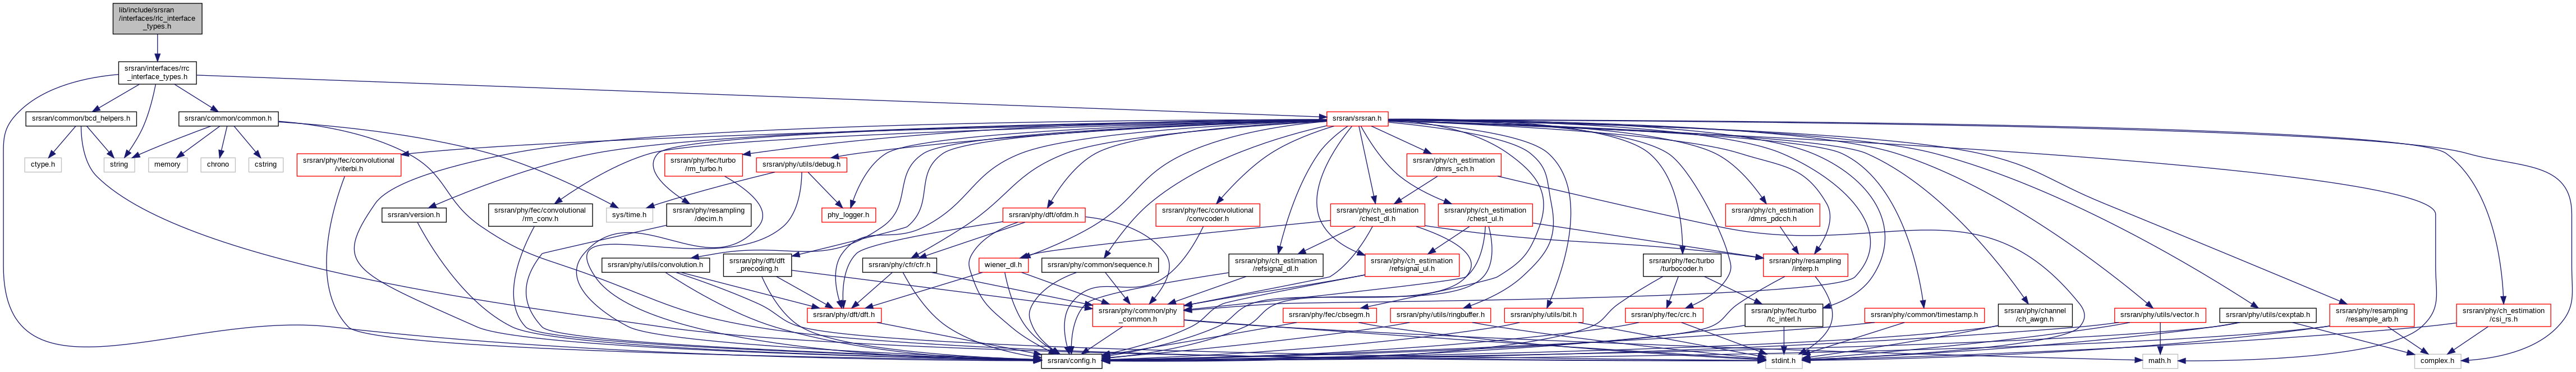 lib/include/srsran
/interfaces/rlc_interface
_types.h
srsran/interfaces/rrc
_interface_types.h
srsran/common/bcd_helpers.h
srsran/common/common.h
srsran/srsran.h
ctype.h
string
memory
chrono
cstring
srsran/phy/fec/convolutional
/viterbi.h
srsran/phy/fec/turbo
/rm_turbo.h
srsran/phy/utils/debug.h
srsran/phy/ch_estimation
/dmrs_sch.h
srsran/version.h
srsran/phy/fec/convolutional
/rm_conv.h
sys/time.h
srsran/phy/resampling
/decim.h
phy_logger.h
srsran/phy/dft/ofdm.h
srsran/phy/fec/convolutional
/convcoder.h
srsran/phy/ch_estimation
/chest_dl.h
srsran/phy/ch_estimation
/chest_ul.h
srsran/phy/ch_estimation
/dmrs_pdcch.h
srsran/phy/utils/convolution.h
srsran/phy/dft/dft
_precoding.h
srsran/phy/cfr/cfr.h
wiener_dl.h
srsran/phy/common/sequence.h
srsran/phy/ch_estimation
/refsignal_dl.h
srsran/phy/ch_estimation
/refsignal_ul.h
srsran/phy/fec/turbo
/turbocoder.h
srsran/phy/resampling
/interp.h
srsran/phy/dft/dft.h
srsran/phy/common/phy
_common.h
srsran/phy/fec/cbsegm.h
srsran/phy/utils/ringbuffer.h
srsran/phy/utils/bit.h
srsran/phy/fec/crc.h
srsran/phy/fec/turbo
/tc_interl.h
srsran/phy/common/timestamp.h
srsran/phy/channel
/ch_awgn.h
srsran/phy/utils/vector.h
srsran/phy/utils/cexptab.h
srsran/phy/resampling
/resample_arb.h
srsran/phy/ch_estimation
/csi_rs.h
srsran/config.h
stdint.h
math.h
complex.h